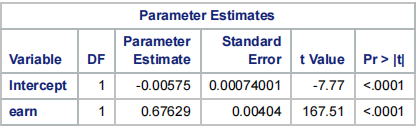 Parameter Estimates
Variable DF Parameter Estimate Standard Error t Value Pr > |t|
Intercept 1 -0.00575 0.00074001 -7.77 <.0001
earn 1 0.67629 0.00404 167.51 <.0001